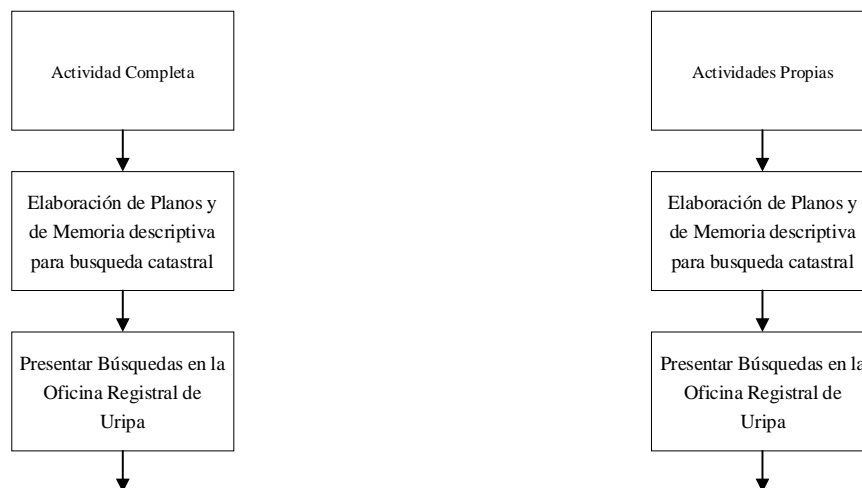 Actividad Completa
Elaboración de Planos y
de Memoria descriptiva
para busqueda catastral
Presentar Búsquedas en la
Oficina Registral de
Uripa
Actividades Propias
Elaboración de Planos y
de Memoria descriptiva
para busqueda catastral
Presentar Búsquedas en la
Oficina Registral de
Uripa